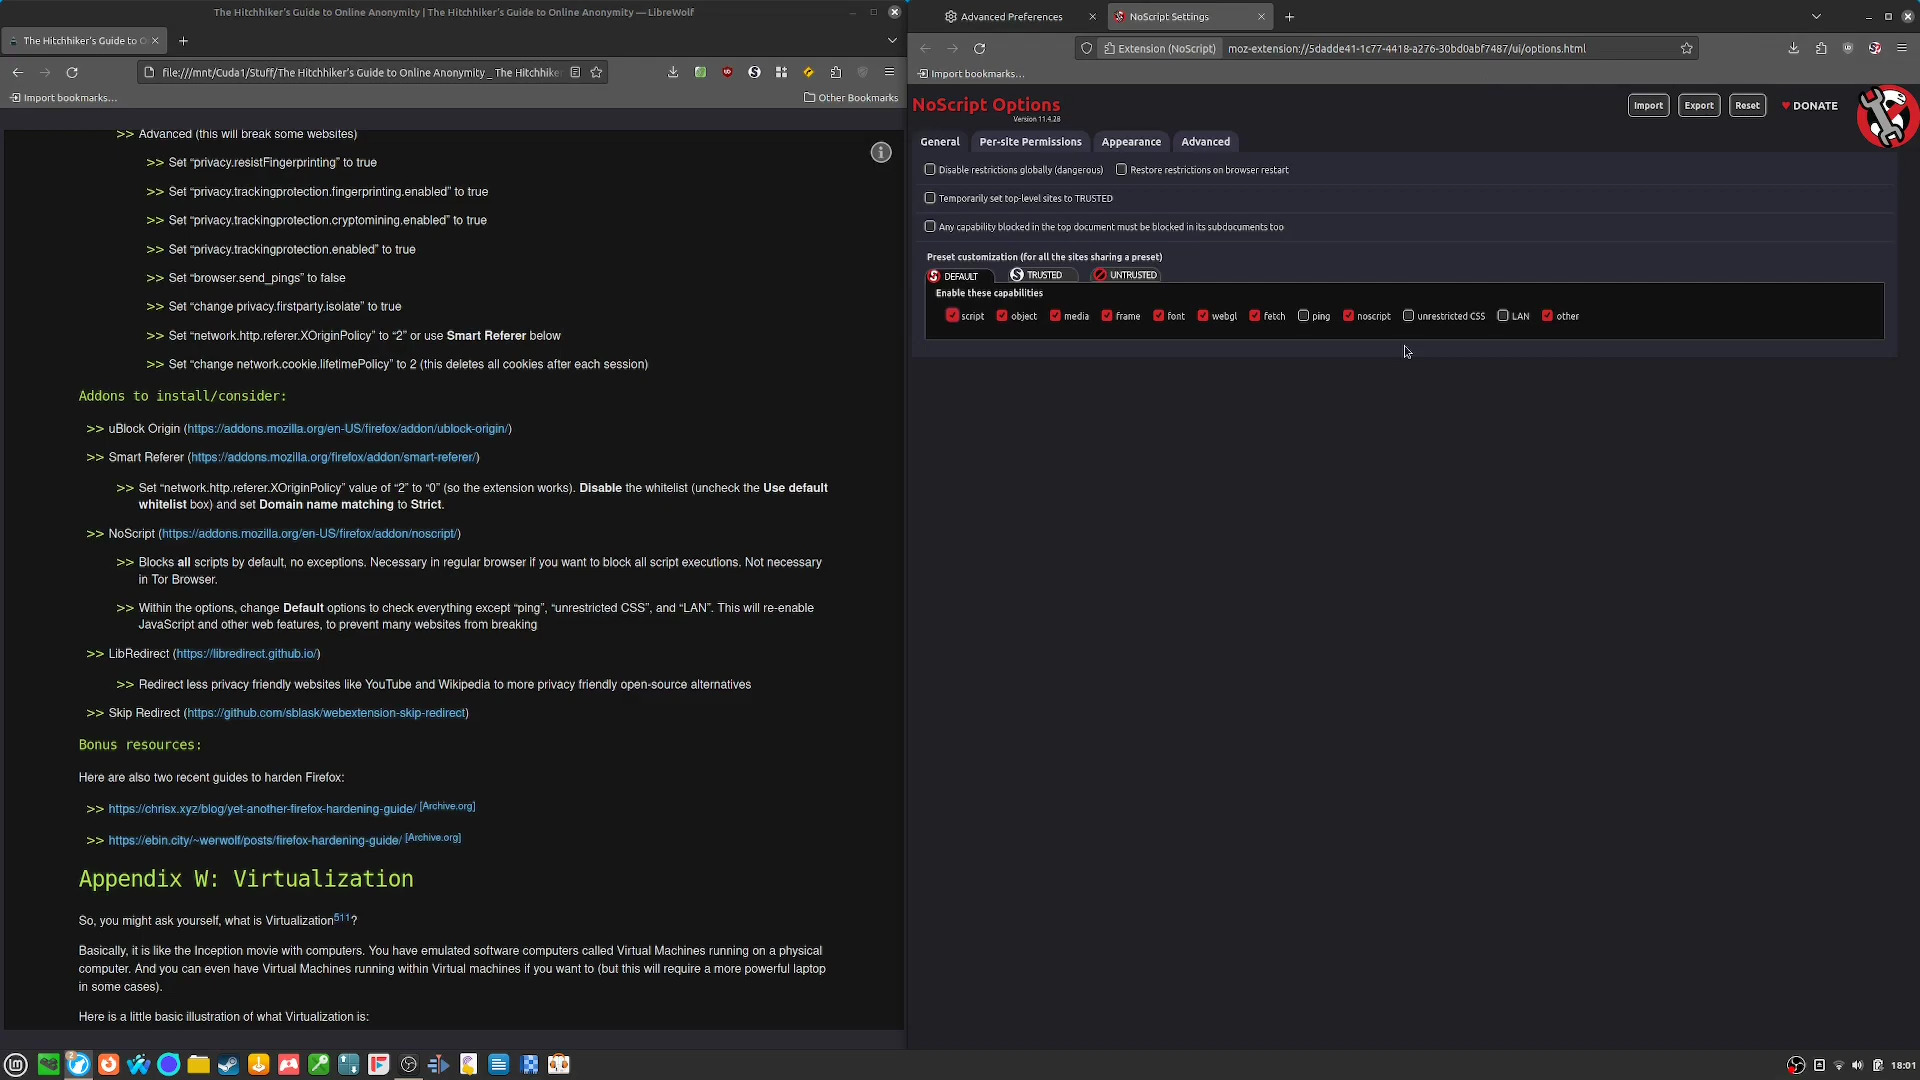 The Hitchhiker's Guide to Online Anonymity | The Hitchhiker's Guide to Online Anonymity — LibreWolf
The Hitchhiker's Guide to O
file:///mnt/Cuda1/Stuff/The Hitchhiker's Guide to Online Anonymity _ The Hitchhike
Import bookmarks…
Other Bookmarks
>> Advanced (this will break some websites)
>> Set “privacy.resistFingerprinting” to true
>> Set “privacy.trackingprotection.fingerprinting.enabled” to true
>> Set “privacy.trackingprotection.cryptomining.enabled” to true
>> Set “privacy.trackingprotection.enabled” to true
>> Set “browser.send_pings” to false
>> Set “change privacy.firstparty.isolate” to true
>> Set “network.http.referer.XOriginPolicy” to “2” or use Smart Referer below
>> Set “change network.cookie.lifetimePolicy” to 2 (this deletes all cookies after each session)
Addons to install/consider:
>> uBlock Origin (https://addons.mozilla.org/en-US/firefox/addon/ublock-origin/)
>> Smart Referer (https://addons.mozilla.org/firefox/addon/smart-referer/)
>> Set “network.http.referer.XOriginPolicy” value of “2” to “0” (so the extension works). Disable the whitelist (uncheck the Use default
whitelist box) and set Domain name matching to Strict.
>> NoScript (https://addons.mozilla.org/en-US/firefox/addon/noscript/)
>> Blocks all scripts by default, no exceptions. Necessary in regular browser if you want to block all script executions. Not necessary
in Tor Browser.
>> Within the options, change Default options to check everything except “ping”, “unrestricted CSS”, and “LAN”. This will re-enable
JavaScript and other web features, to prevent many websites from breaking
>> LibRedirect (https://libredirect.github.io/)
>> Redirect less privacy friendly websites like YouTube and Wikipedia to more privacy friendly open-source alternatives
>> Skip Redirect (https://github.com/sblask/webextension-skip-redirect)
Bonus resources:
Here are also two recent guides to harden Firefox:
>> https://chrisx.xyz/blog/yet-another-firefox-hardening-guide/ [Archive.org]
>> https://ebin.city/~werwolf/posts/firefox-hardening-guide/ [Archive.org]
Appendix W: Virtualization
So, you might ask yourself, what is Virtualization511?
Basically, it is like the Inception movie with computers. You have emulated software computers called Virtual Machines running on a physical
computer. And you can even have Virtual Machines running within Virtual machines if you want to (but this will require a more powerful laptop
in some cases).
Here is a little basic illustration of what Virtualization is:
Advanced Preferences
NoScript Settings
Extension (NoScript)
moz-extension://5dadde41-1c77-4418-a276-30bd0abf7487/ui/options.html
Import bookmarks…
NoScript Options
Version 11.4.28
Import
Export
Reset
DONATE
General
Per-site Permissions
Appearance
Advanced
Disable restrictions globally (dangerous)
Restore restrictions on browser restart
Temporarily set top-level sites to TRUSTED
Any capability blocked in the top document must be blocked in its subdocuments too
Preset customization (for all the sites sharing a preset)
DEFAULT
TRUSTED
UNTRUSTED
Enable these capabilities
script object media frame font webgl fetch ping noscript unrestricted CSS LAN other
2
18:01